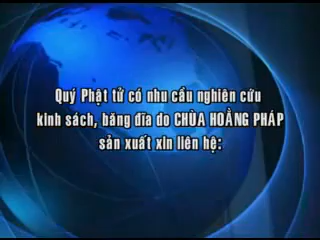 Quý Phật tử có nhu cầu nghiên cứu
kinh sách, băng đĩa do CHÙA HOẰNG PHÁP
sản xuất xin liên hệ: